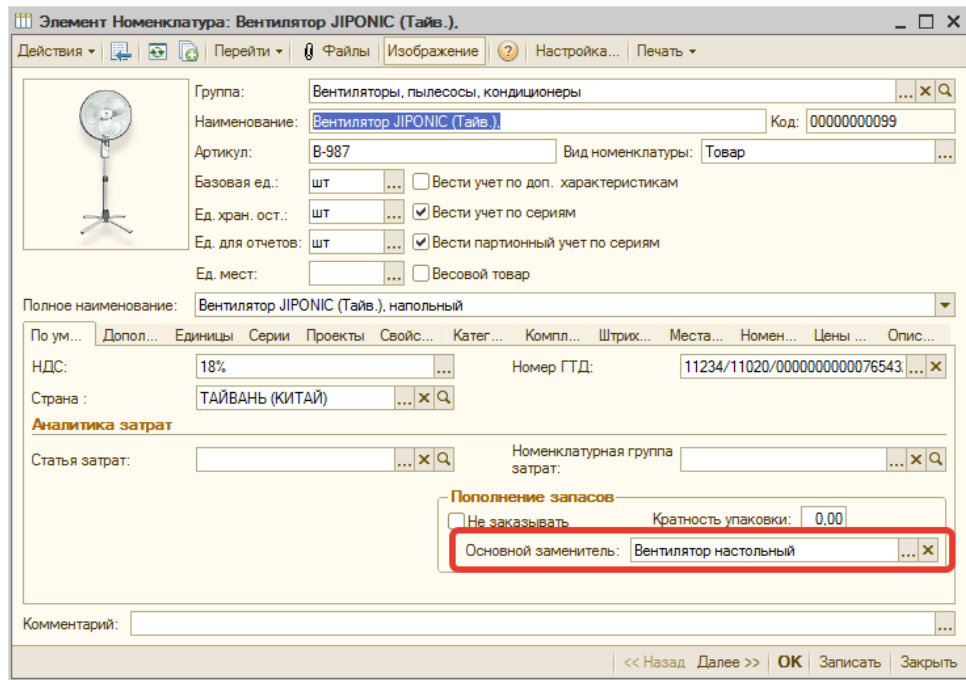 Элемент Номенклатура: Вентилятор JIPONIC (Тайв.),
Действия Перейти Файлы Изображение Настройка... Печать
Группа: Вентиляторы, пылесосы, кондиционеры
Наименование: Вентилятор JIPONIC (Тайв.), Код: 00000000099
Артикул: В-987 Вид номенклатуры: Товар
Базовая ед.: шт Вести учет по доп. характеристикам
Ед. хран. ост.: шт Вести учет по сериям
Ед. для отчетов: шт Вести партионный учет по сериям
Ед. мест: Весовой товар
Полное наименование: Вентилятор JIPONIC (Тайв.), напольный
По ум... Допол... Единицы Серии Проекты Свойс... Катег... Компл... Штрих... Места... Номен... Цены ... Опис...
НДС: 18% Номер ГТД: 11234/11020/0000000000076543
Страна : ТАЙВАНЬ (КИТАЙ)
Аналитика затрат
Статья затрат: Номенклатурная группа
затрат:
Пополнение запасов
Не заказывать Кратность упаковки: 0,00
Основной заменитель: Вентилятор настольный
Комментарий:
<< Назад Далее >> OK Записать Закрыть